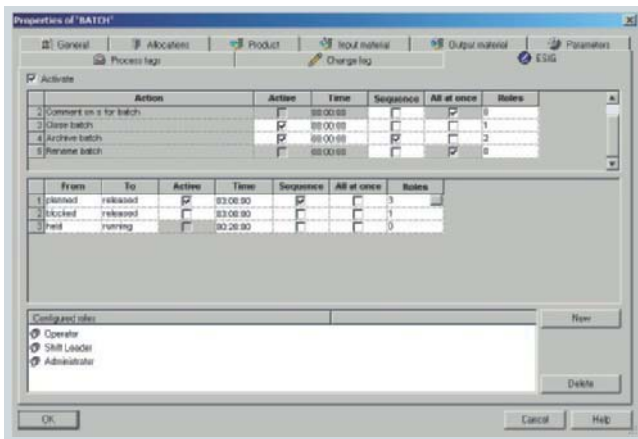 Properties of 'BATCH'
General Allocations Product Input material Output material Parameters
Process tags Change log ESIG
Activate
Action Active Time Sequence All at once Roles
2 Comment on s for batch 00:00:00 0
3 Close batch 00:00:00 1
4 Archive batch 00:00:00 2
5 Rename batch 00:00:00 0
From To Active Time Sequence All at once Roles
1 planned released 03:00:00 3
2 blocked released 03:00:00 1
3 held running 00:20:00 0
Configured roles
New
Operator
Shift Leader
Administrator
Delete
OK Cancel Help